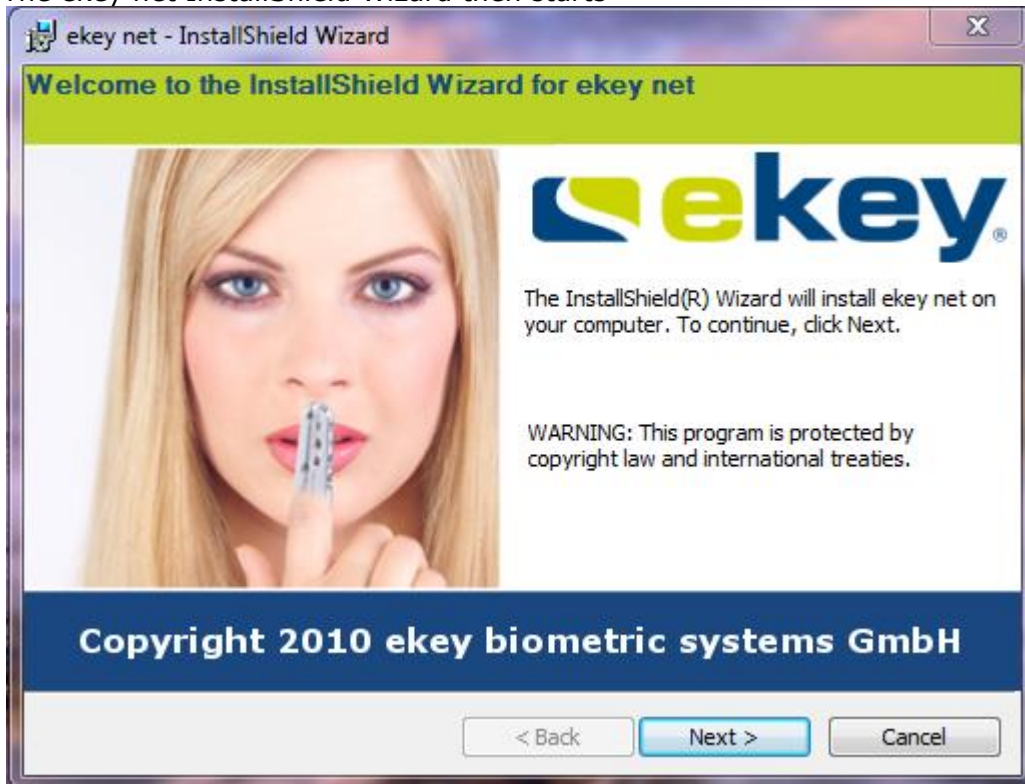 The ekey net InstallShield Wizard then starts
ekey net - InstallShield Wizard
Welcome to the InstallShield Wizard for ekey net
ekey®
The InstallShield(R) Wizard will install ekey net on
your computer. To continue, click Next.
WARNING: This program is protected by
copyright law and international treaties.
Copyright 2010 ekey biometric systems GmbH
< Back
Next >
Cancel